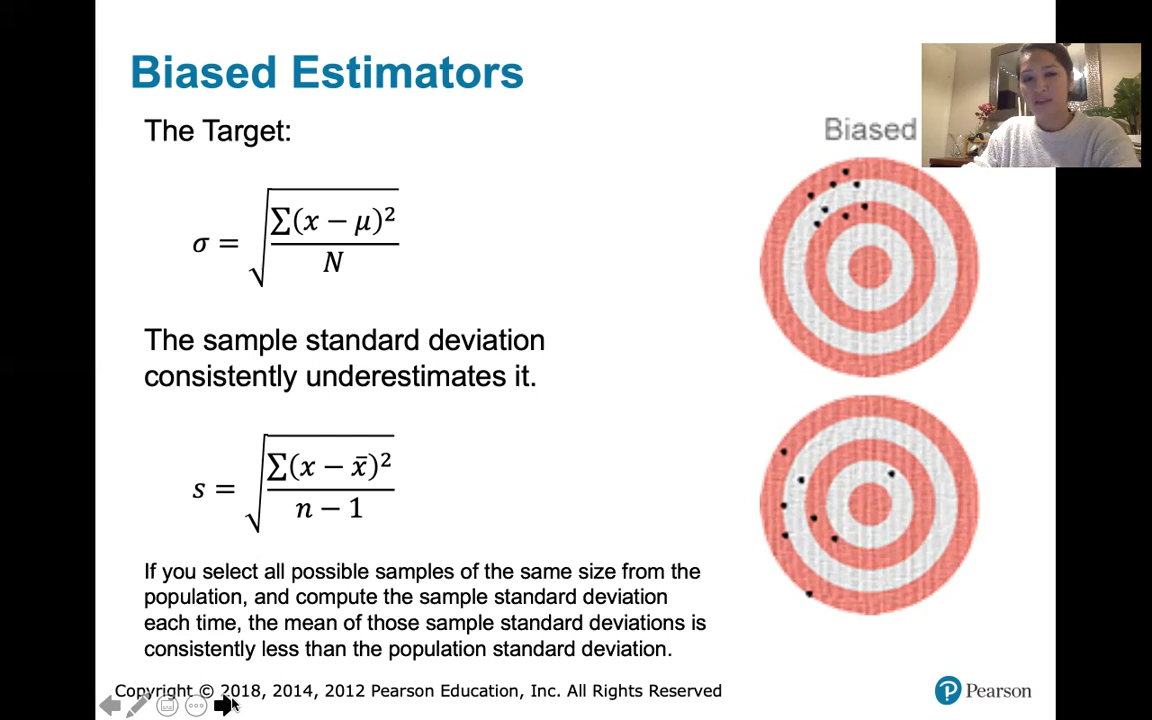 Biased Estimators
The Target:
Biased
σ = √(∑(x − μ)² / N)
The sample standard deviation
consistently underestimates it.
s = √(∑(x − x̄)² / n − 1)
If you select all possible samples of the same size from the
population, and compute the sample standard deviation
each time, the mean of those sample standard deviations is
consistently less than the population standard deviation.
Copyright © 2018, 2014, 2012 Pearson Education, Inc. All Rights Reserved
P Pearson